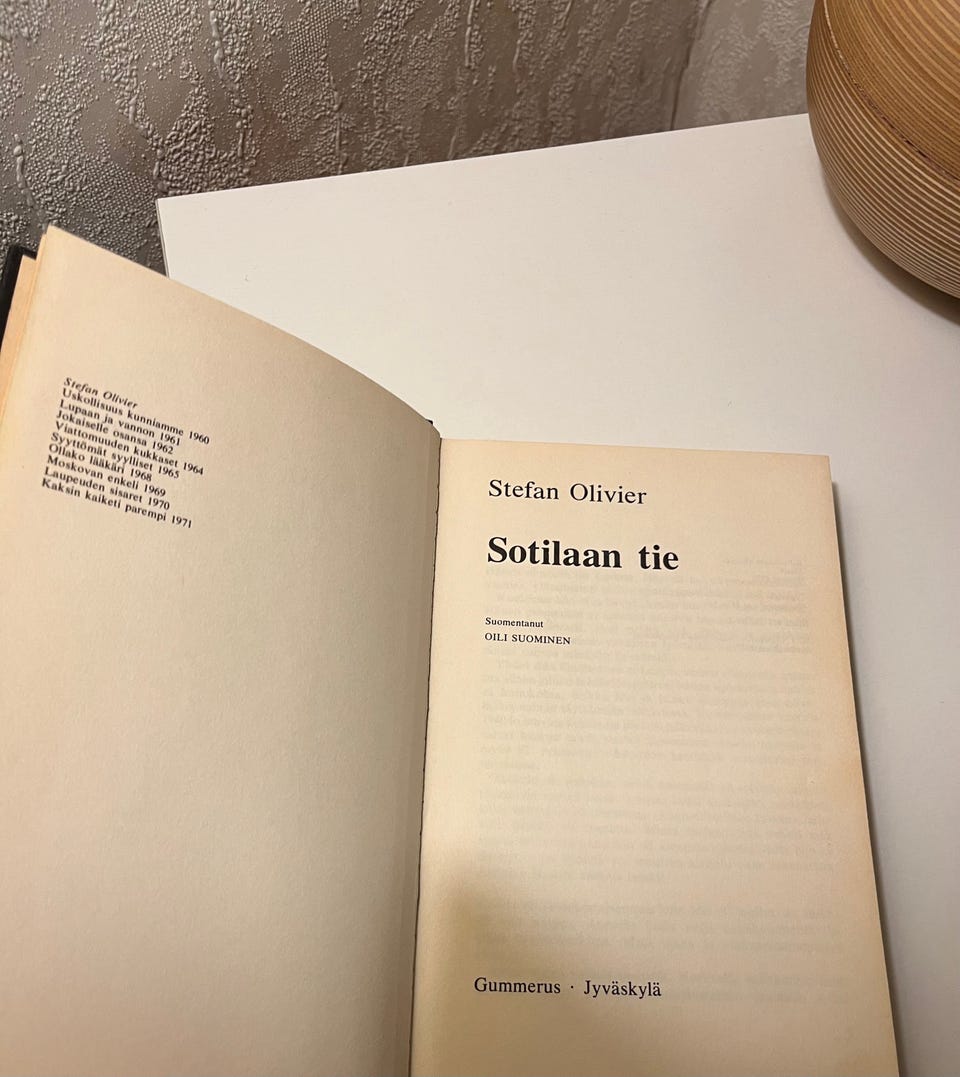 Stefan Olivier
Uskollisuus kunniamme 1960
Lupaan ja vannon 1961
Jokaiselle osansa 1962
Viattomuuden kukkaset 1964
Syyttömät syylliset 1965
Ollako lääkäri 1968
Moskovan enkeli 1969
Laupeuden sisaret 1970
Kaksin kaiketi parempi 1971
Stefan Olivier
Sotilaan tie
Suomentanut
OILI SUOMINEN
Gummerus · Jyväskylä